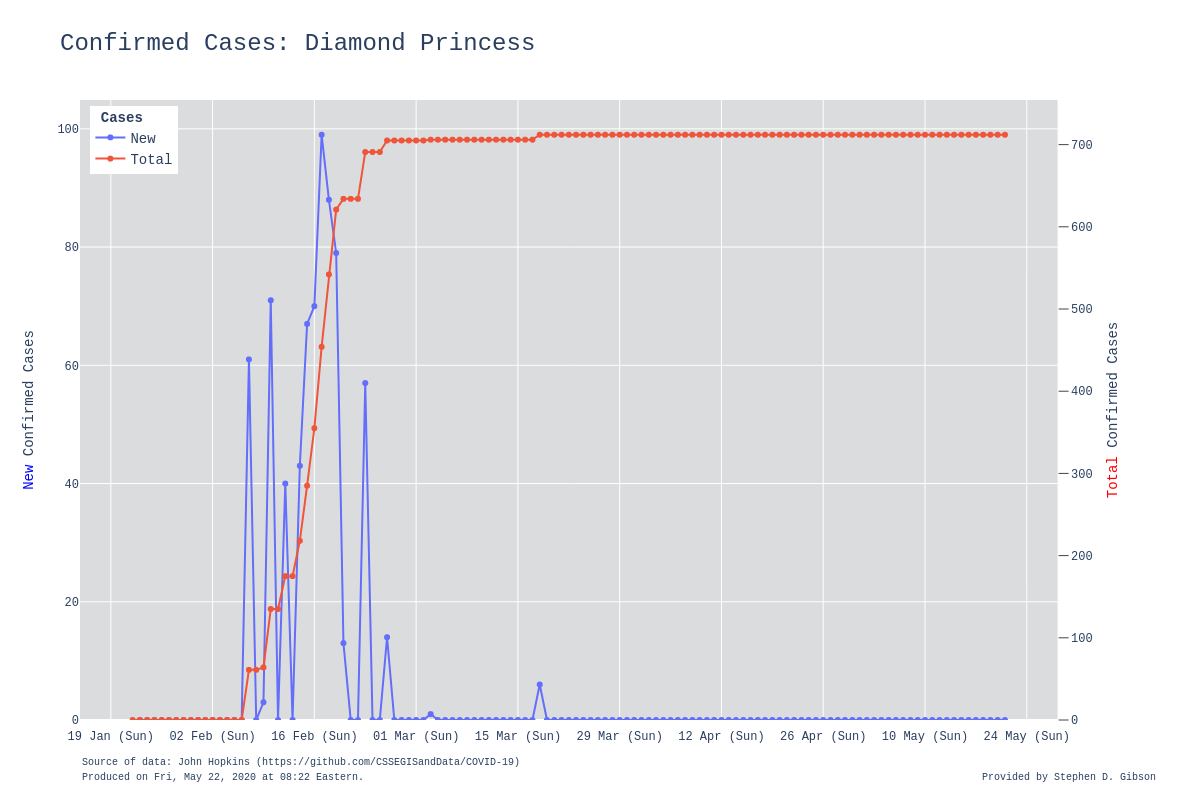 Confirmed Cases: Diamond Princess
Cases
New
Total
100
80
60
40
20
0
New Confirmed Cases
700
600
500
400
300
200
100
0
Total Confirmed Cases
19 Jan (Sun) 02 Feb (Sun) 16 Feb (Sun) 01 Mar (Sun) 15 Mar (Sun) 29 Mar (Sun) 12 Apr (Sun) 26 Apr (Sun) 10 May (Sun) 24 May (Sun)
Source of data: John Hopkins (https://github.com/CSSEGISandData/COVID-19)
Produced on Fri, May 22, 2020 at 08:22 Eastern.
Provided by Stephen D. Gibson